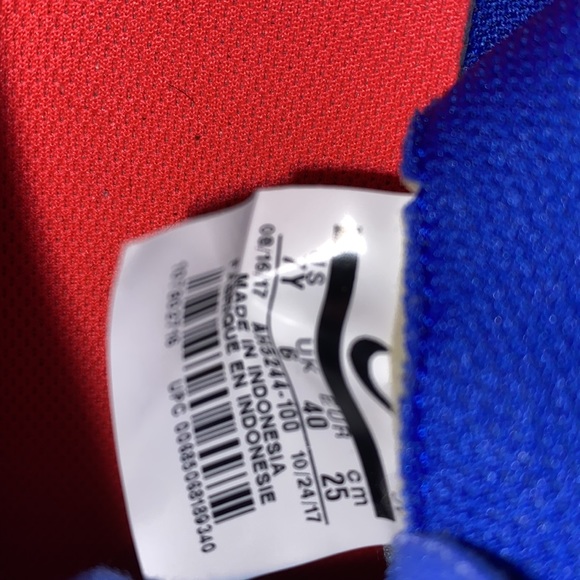 US UK EUR cm
7Y 6 40 25
08/16/17 AH5244-100 10/24/17
MADE IN INDONESIA
FABRIQUE EN INDONESIE
UPC 00685068189340